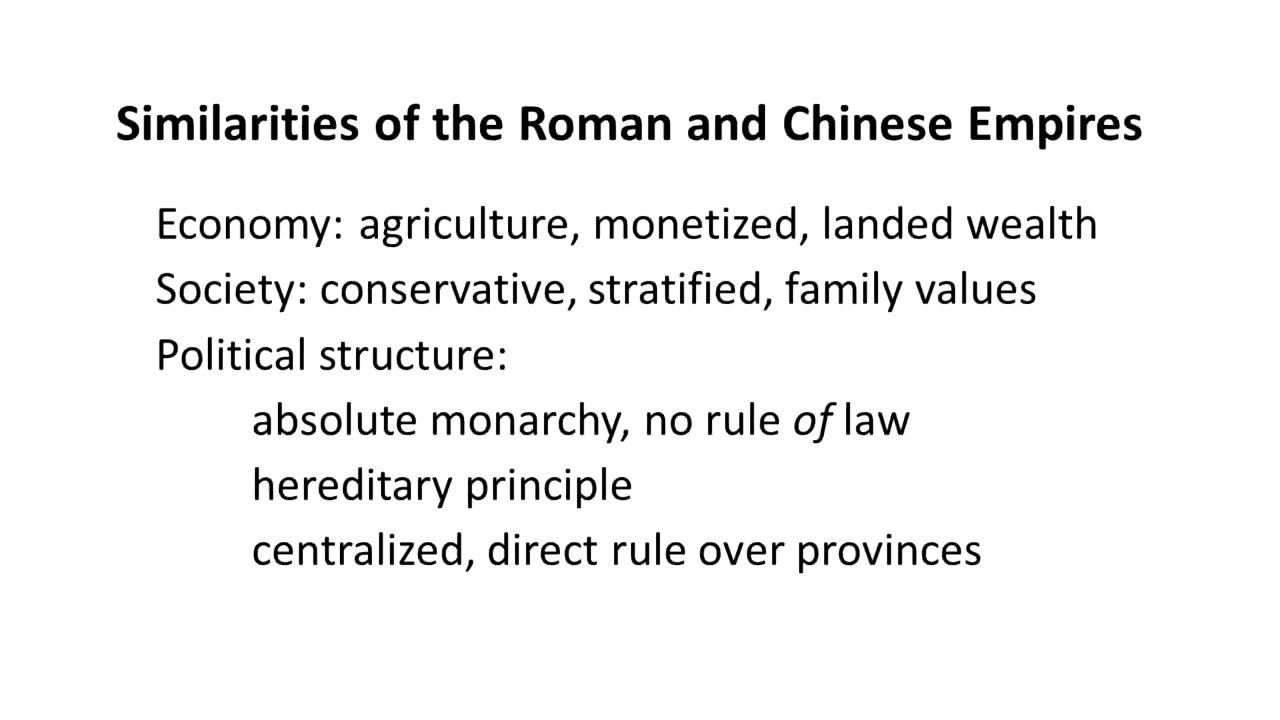 Similarities of the Roman and Chinese Empires
Economy: agriculture, monetized, landed wealth
Society: conservative, stratified, family values
Political structure:
absolute monarchy, no rule of law
hereditary principle
centralized, direct rule over provinces